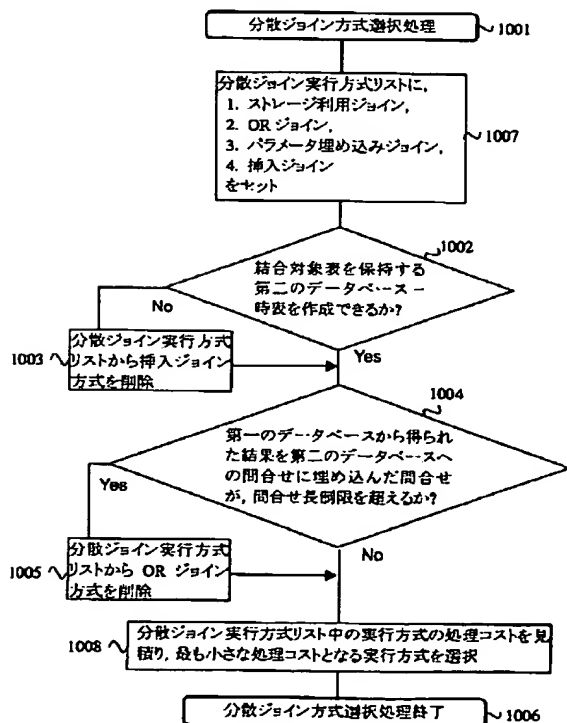 分散ジョイン方式選択処理
1001
分散ジョイン実行方式リストに,
1. ストレージ利用ジョイン,
2. OR ジョイン,
3. パラメータ埋め込みジョイン,
4. 挿入ジョイン
をセット
1007
1002
結合対象表を保持する
第二のデータベース一
時表を作成できるか?
No
Yes
1003
分散ジョイン実行方式
リストから挿入ジョイン
方式を削除
1004
第一のデータベースから得られ
た結果を第二のデータベースへ
の問合せに埋め込んだ問合せ
が, 問合せ長制限を超えるか?
Yes
No
1005
分散ジョイン実行方式
リストから OR ジョイン
方式を削除
1008
分散ジョイン実行方式リスト中の実行方式の処理コストを見
積り, 最も小さな処理コストとなる実行方式を選択
分散ジョイン方式選択処理終了
1006